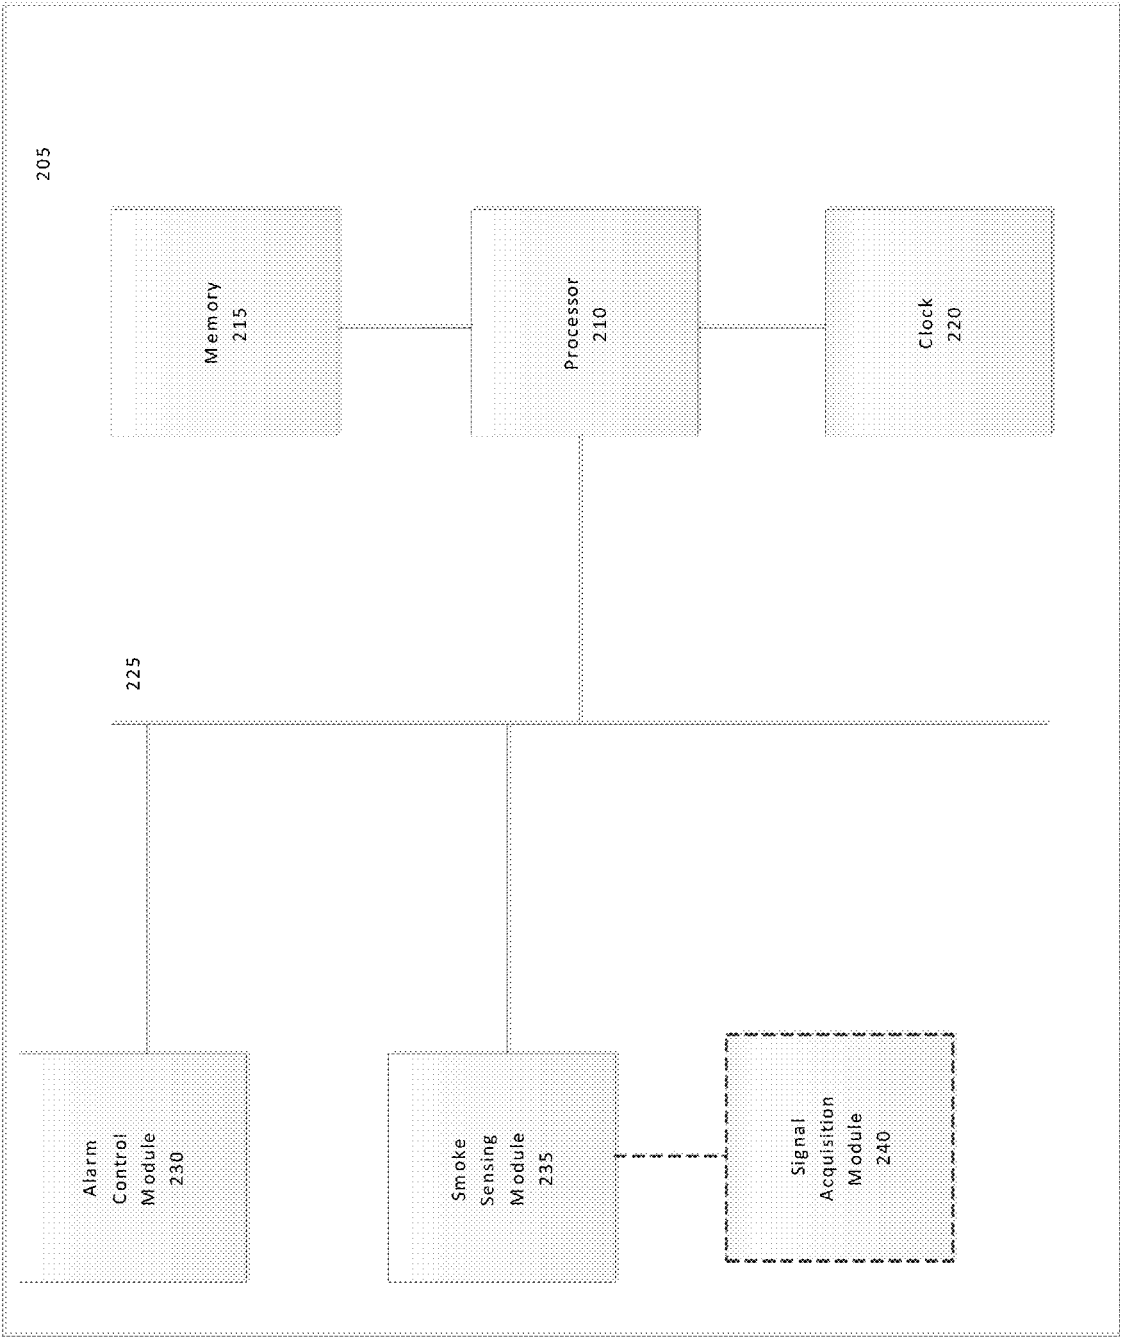 205
Alarm
Control
Module
230
225
Memory
215
Smoke
Sensing
Module
235
Processor
210
Signal
Acquisition
Module
240
Clock
220